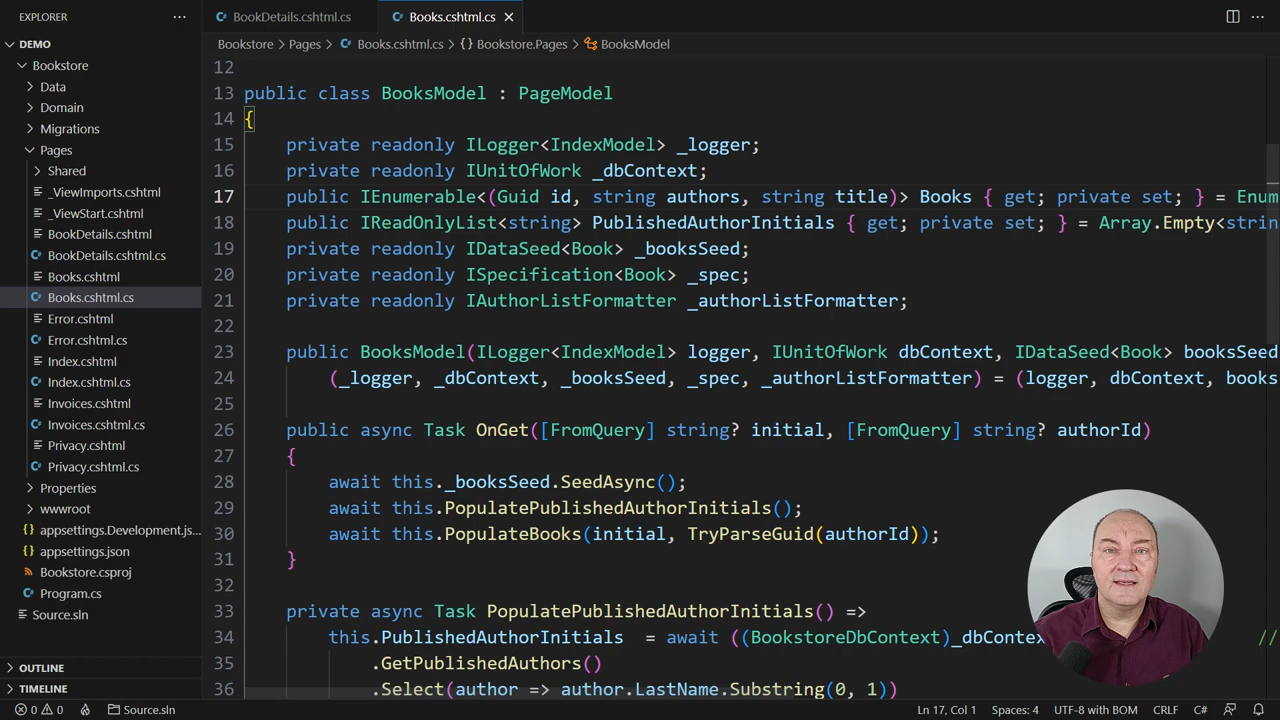 EXPLORER
DEMO
Bookstore
Data
Domain
Migrations
Pages
Shared
_ViewImports.cshtml
_ViewStart.cshtml
BookDetails.cshtml
BookDetails.cshtml.cs
Books.cshtml
Books.cshtml.cs
Error.cshtml
Error.cshtml.cs
Index.cshtml
Index.cshtml.cs
Invoices.cshtml
Invoices.cshtml.cs
Privacy.cshtml
Privacy.cshtml.cs
Properties
wwwroot
appsettings.Development.js...
appsettings.json
Bookstore.csproj
Program.cs
Source.sln
OUTLINE
TIMELINE
BookDetails.cshtml.cs Books.cshtml.cs
Bookstore > Pages > Books.cshtml.cs > {} Bookstore.Pages > BooksModel
12
13 public class BooksModel : PageModel
14 {
15 private readonly ILogger<IndexModel> _logger;
16 private readonly IUnitOfWork _dbContext;
17 public IEnumerable<(Guid id, string authors, string title)> Books { get; private set; } = Enum
18 public IReadOnlyList<string> PublishedAuthorInitials { get; private set; } = Array.Empty<strin
19 private readonly IDataSeed<Book> _booksSeed;
20 private readonly ISpecification<Book> _spec;
21 private readonly IAuthorListFormatter _authorListFormatter;
22
23 public BooksModel(ILogger<IndexModel> logger, IUnitOfWork dbContext, IDataSeed<Book> booksSeed
24 (_logger, _dbContext, _booksSeed, _spec, _authorListFormatter) = (logger, dbContext, books
25
26 public async Task OnGet([FromQuery] string? initial, [FromQuery] string? authorId)
27 {
28 await this._booksSeed.SeedAsync();
29 await this.PopulatePublishedAuthorInitials();
30 await this.PopulateBooks(initial, TryParseGuid(authorId));
31 }
32
33 private async Task PopulatePublishedAuthorInitials() =>
34 this.PublishedAuthorInitials = await ((BookstoreDbContext)_dbContex //
35 .GetPublishedAuthors()
36 .Select(author => author.LastName.Substring(0, 1))
0 0 Source.sln Ln 17, Col 1 Spaces: 4 UTF-8 with BOM CRLF C#